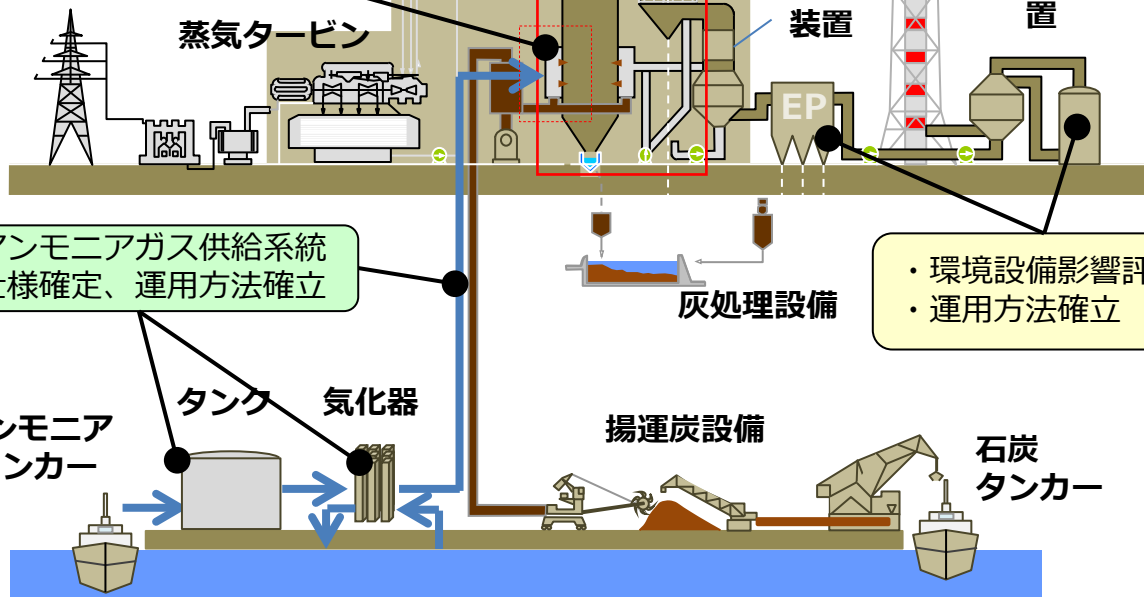 蒸気タービン
装置
置
EP
アンモニアガス供給系統
仕様確定、運用方法確立
・環境設備影響評
・運用方法確立
灰処理設備
タンク
気化器
ンモニア
ンカー
揚運炭設備
石炭
タンカー